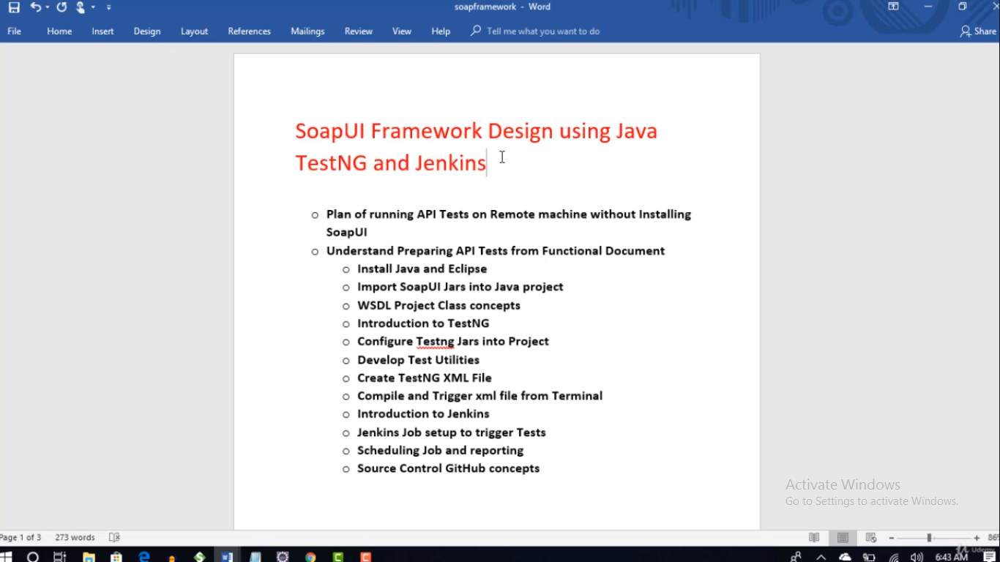 soapframework - Word
File Home Insert Design Layout References Mailings Review View Help Tell me what you want to do Share
SoapUI Framework Design using Java
TestNG and Jenkins
Plan of running API Tests on Remote machine without Installing
SoapUI
Understand Preparing API Tests from Functional Document
Install Java and Eclipse
Import SoapUI Jars into Java project
WSDL Project Class concepts
Introduction to TestNG
Configure Testng Jars into Project
Develop Test Utilities
Create TestNG XML File
Compile and Trigger xml file from Terminal
Introduction to Jenkins
Jenkins Job setup to trigger Tests
Scheduling Job and reporting
Source Control GitHub concepts
Activate Windows
Go to Settings to activate Windows.
Page 1 of 3 273 words 86%
Udemy
6:43 AM